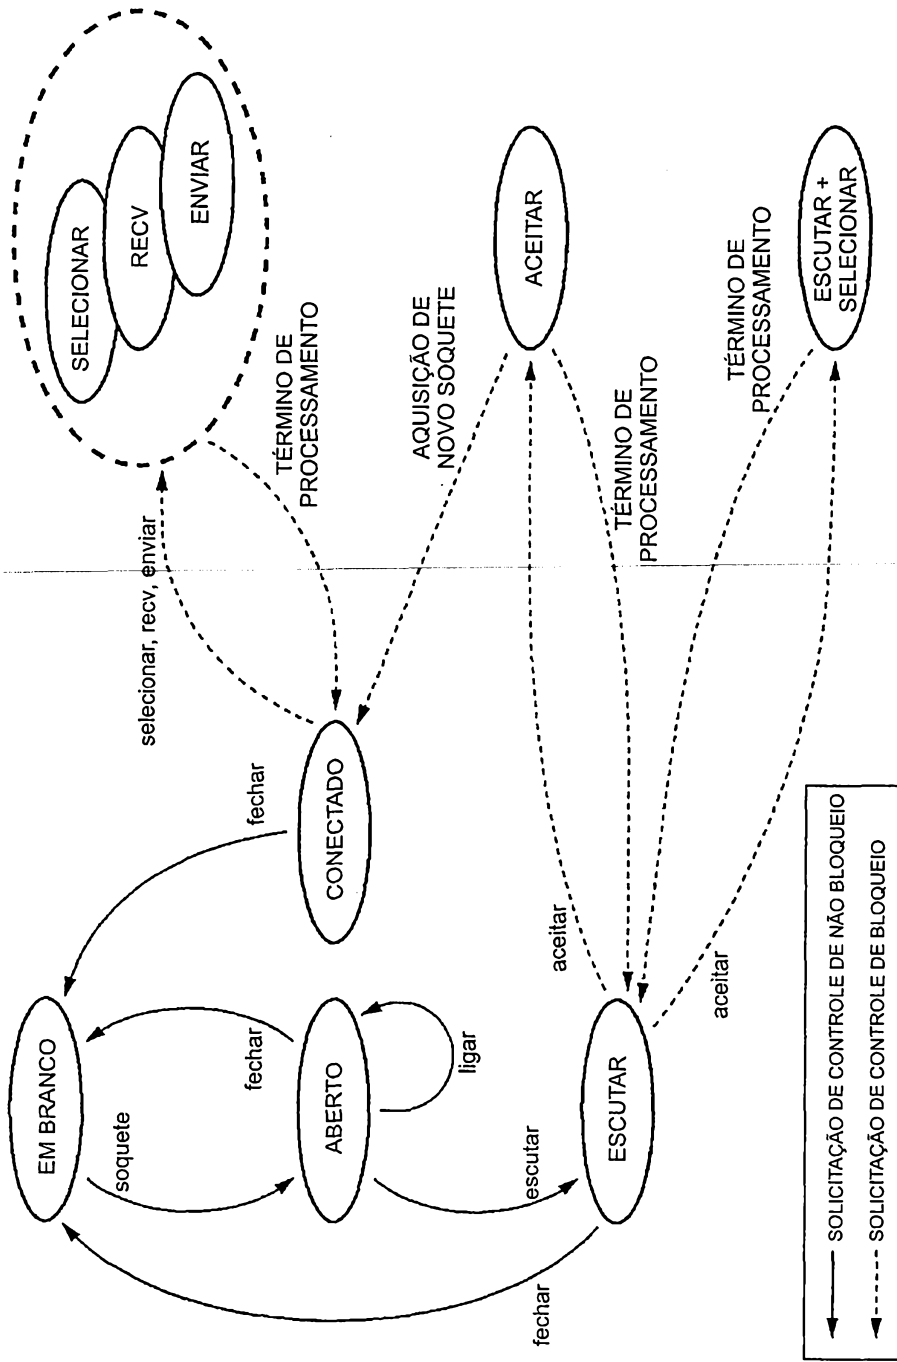 EM BRANCO
soquete
fechar
ABERTO
ligar
escutar
fechar
ESCUTAR
fechar
CONECTADO
selecionar, recv, enviar
SELECIONAR
RECV
ENVIAR
TÉRMINO DE
PROCESSAMENTO
AQUISIÇÃO DE
NOVO SOQUETE
ACEITAR
aceitar
TÉRMINO DE
PROCESSAMENTO
aceitar
TÉRMINO DE
PROCESSAMENTO
ESCUTAR +
SELECIONAR
SOLICITAÇÃO DE CONTROLE DE NÃO BLOQUEIO
SOLICITAÇÃO DE CONTROLE DE BLOQUEIO